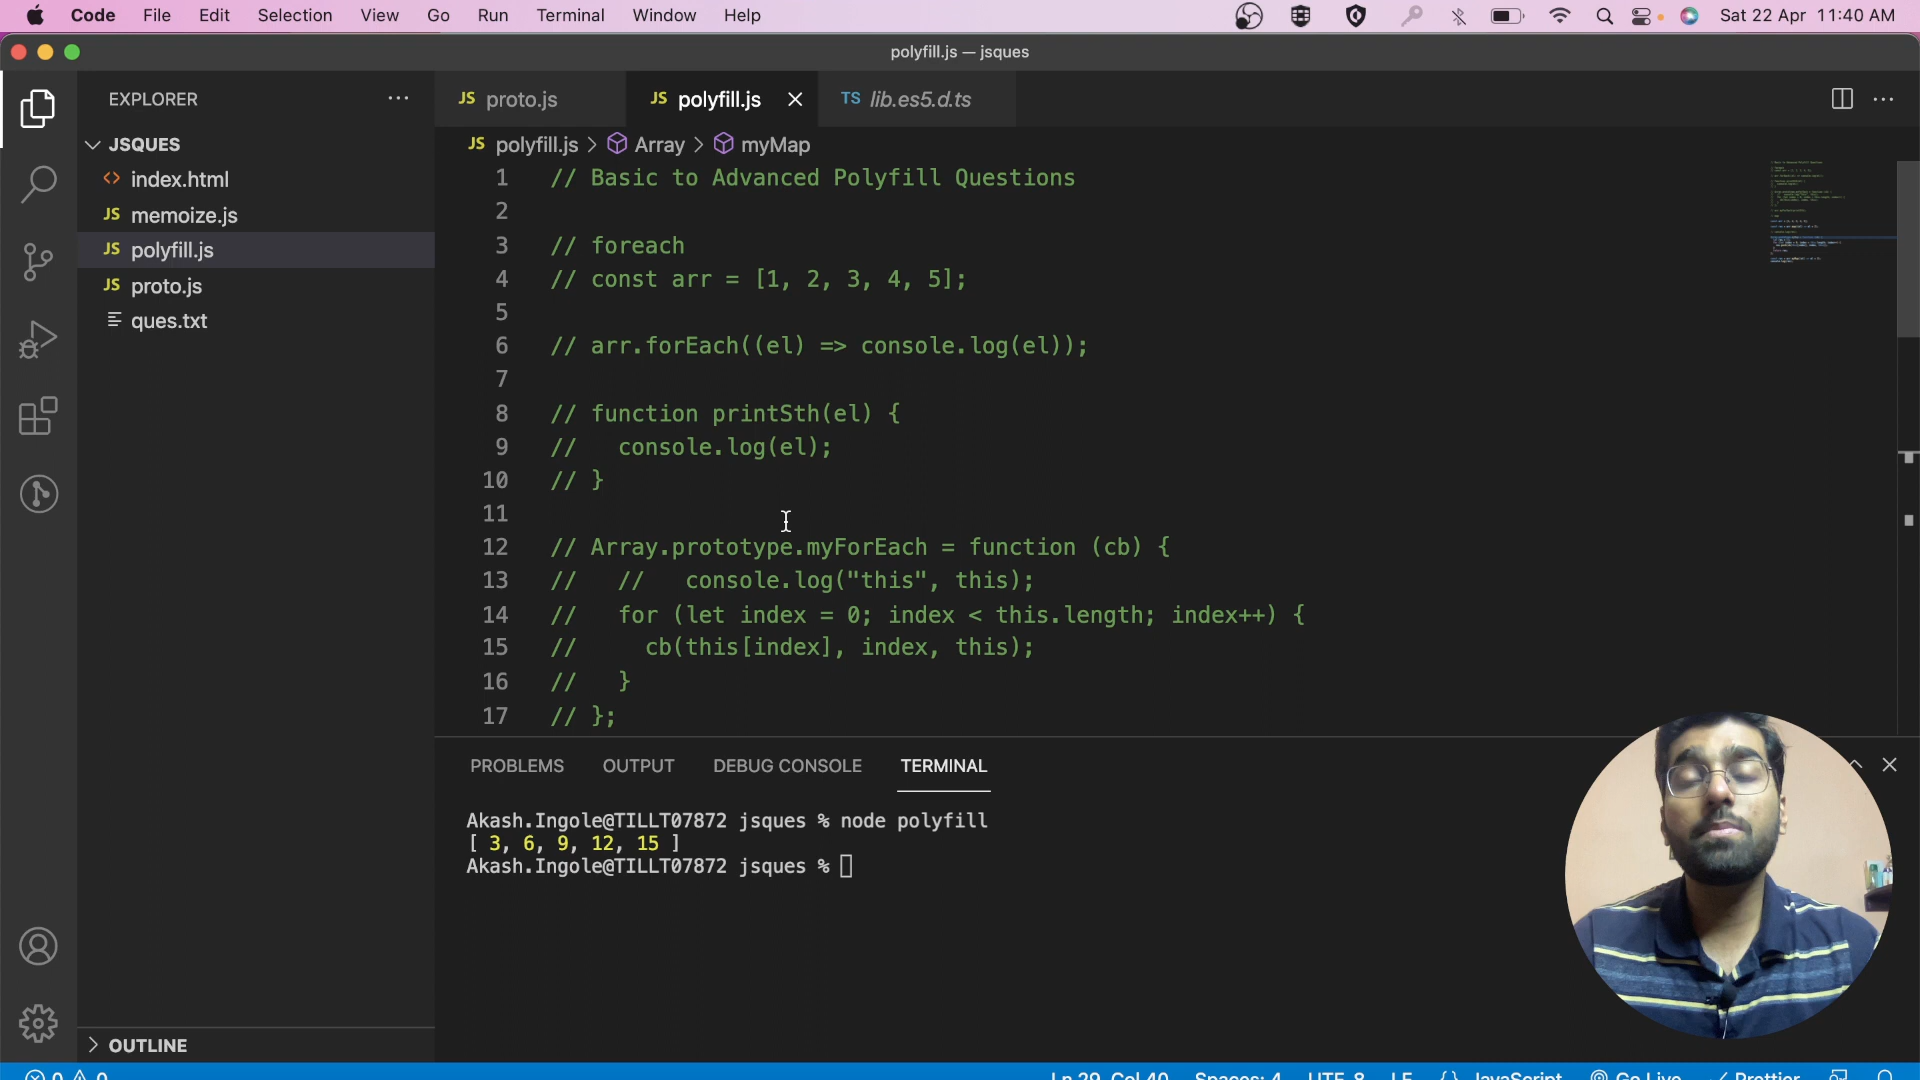 Code File Edit Selection View Go Run Terminal Window Help Sat 22 Apr 11:40 AM
polyfill.js — jsques
EXPLORER
JSQUES
index.html
JS memoize.js
JS polyfill.js
JS proto.js
ques.txt
OUTLINE
JS proto.js JS polyfill.js TS lib.es5.d.ts
JS polyfill.js > Array > myMap
1 // Basic to Advanced Polyfill Questions
2
3 // foreach
4 // const arr = [1, 2, 3, 4, 5];
5
6 // arr.forEach((el) => console.log(el));
7
8 // function printSth(el) {
9 //   console.log(el);
10 // }
11
12 // Array.prototype.myForEach = function (cb) {
13 //   //   console.log("this", this);
14 //   for (let index = 0; index < this.length; index++) {
15 //     cb(this[index], index, this);
16 //   }
17 // };
PROBLEMS OUTPUT DEBUG CONSOLE TERMINAL
Akash.Ingole@TILLT07872 jsques % node polyfill
[ 3, 6, 9, 12, 15 ]
Akash.Ingole@TILLT07872 jsques %
0 0 Ln 29, Col 40 Spaces: 4 UTF-8 LF {} JavaScript Go Live Prettier